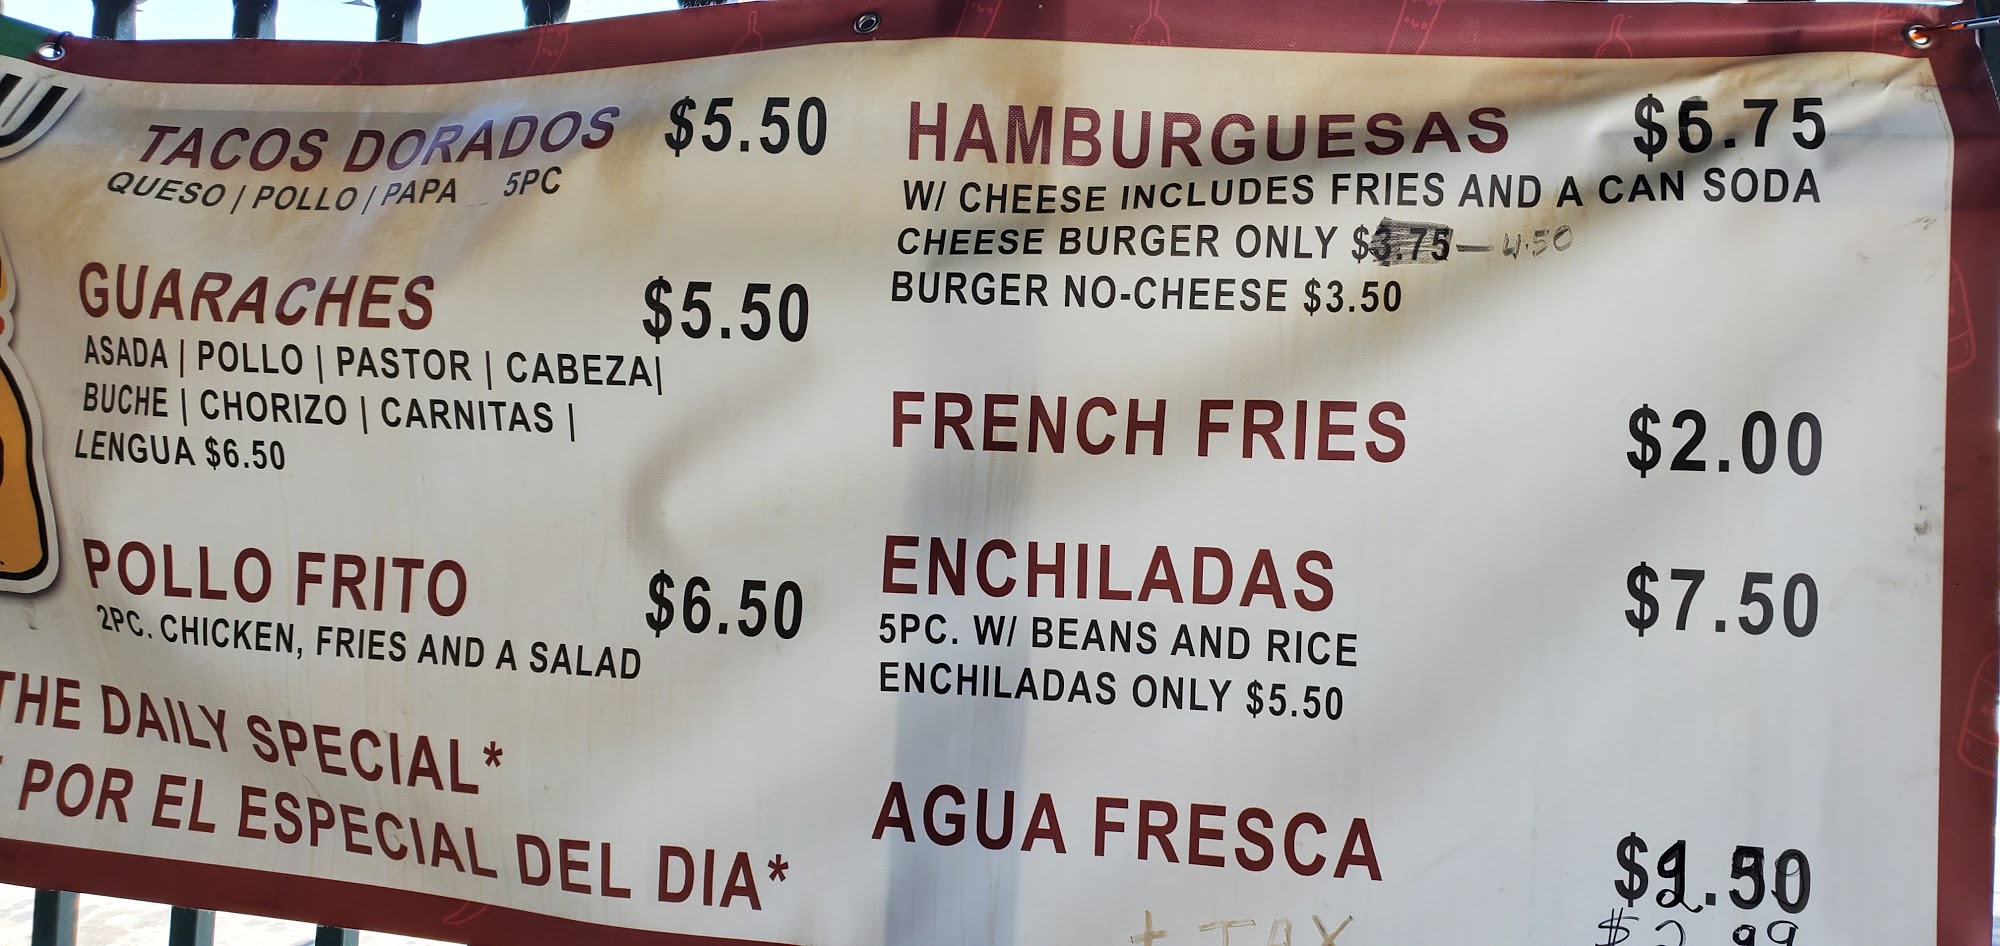 TACOS DORADOS $5.50
QUESO / POLLO / PAPA 5PC
GUARACHES $5.50
ASADA | POLLO | PASTOR | CABEZA|
BUCHE | CHORIZO | CARNITAS |
LENGUA $6.50
POLLO FRITO $6.50
2PC. CHICKEN, FRIES AND A SALAD
THE DAILY SPECIAL*
POR EL ESPECIAL DEL DIA*
HAMBURGUESAS $6.75
W/ CHEESE INCLUDES FRIES AND A CAN SODA
CHEESE BURGER ONLY $3.75 — 4.50
BURGER NO-CHEESE $3.50
FRENCH FRIES $2.00
ENCHILADAS $7.50
5PC. W/ BEANS AND RICE
ENCHILADAS ONLY $5.50
AGUA FRESCA
+ TAX $2.99